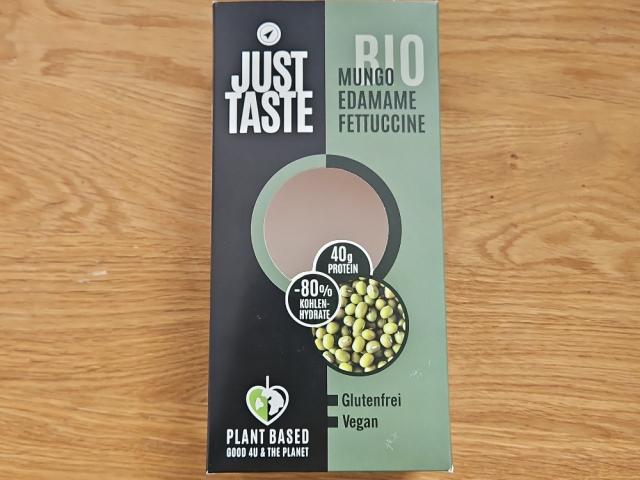 JUST
TASTE
BIO
MUNGO
EDAMAME
FETTUCCINE
40g
PROTEIN
-80%
KOHLEN-
HYDRATE
Glutenfrei
Vegan
PLANT BASED
GOOD 4U & THE PLANET